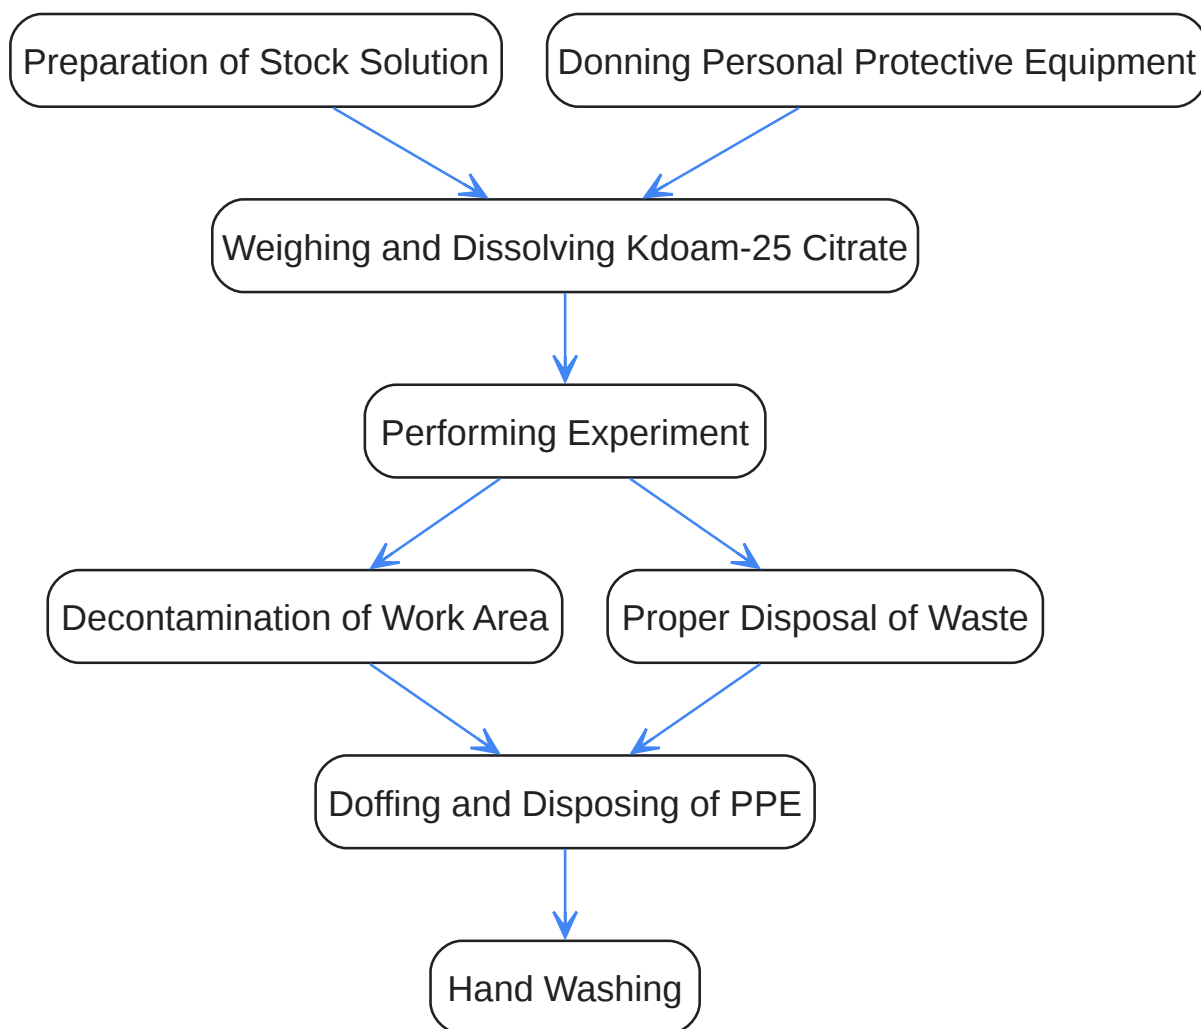 Preparation of Stock Solution
Donning Personal Protective Equipment
Weighing and Dissolving Kdoam-25 Citrate
Performing Experiment
Decontamination of Work Area
Proper Disposal of Waste
Doffing and Disposing of PPE
Hand Washing